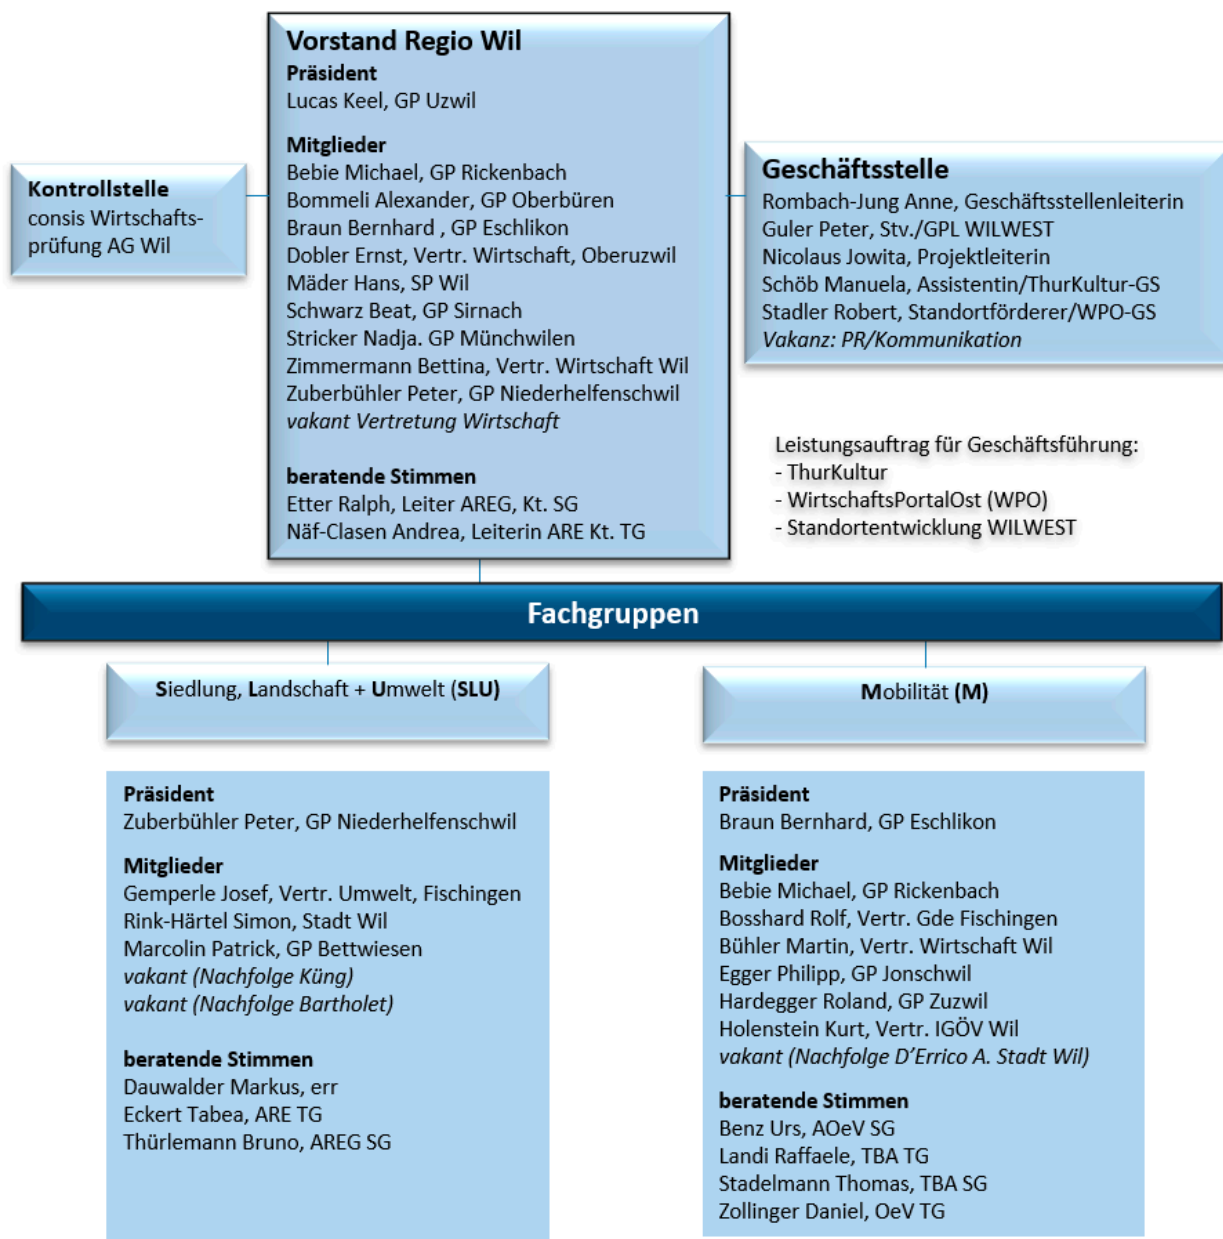 Vorstand Regio Wil
Präsident
Lucas Keel, GP Uzwil
Mitglieder
Bebie Michael, GP Rickenbach
Bommeli Alexander, GP Oberbüren
Braun Bernhard , GP Eschlikon
Dobler Ernst, Vertr. Wirtschaft, Oberuzwil
Mäder Hans, SP Wil
Schwarz Beat, GP Sirnach
Stricker Nadja. GP Münchwilen
Zimmermann Bettina, Vertr. Wirtschaft Wil
Zuberbühler Peter, GP Niederhelfenschwil
vakant Vertretung Wirtschaft
beratende Stimmen
Etter Ralph, Leiter AREG, Kt. SG
Näf-Clasen Andrea, Leiterin ARE Kt. TG
Kontrollstelle
consis Wirtschafts-
prüfung AG Wil
Geschäftsstelle
Rombach-Jung Anne, Geschäftsstellenleiterin
Guler Peter, Stv./GPL WILWEST
Nicolaus Jowita, Projektleiterin
Schöb Manuela, Assistentin/ThurKultur-GS
Stadler Robert, Standortförderer/WPO-GS
Vakanz: PR/Kommunikation
Leistungsauftrag für Geschäftsführung:
- ThurKultur
- WirtschaftsPortalOst (WPO)
- Standortentwicklung WILWEST
Fachgruppen
Siedlung, Landschaft + Umwelt (SLU)
Präsident
Zuberbühler Peter, GP Niederhelfenschwil
Mitglieder
Gemperle Josef, Vertr. Umwelt, Fischingen
Rink-Härtel Simon, Stadt Wil
Marcolin Patrick, GP Bettwiesen
vakant (Nachfolge Küng)
vakant (Nachfolge Bartholet)
beratende Stimmen
Dauwalder Markus, err
Eckert Tabea, ARE TG
Thürlemann Bruno, AREG SG
Mobilität (M)
Präsident
Braun Bernhard, GP Eschlikon
Mitglieder
Bebie Michael, GP Rickenbach
Bosshard Rolf, Vertr. Gde Fischingen
Bühler Martin, Vertr. Wirtschaft Wil
Egger Philipp, GP Jonschwil
Hardegger Roland, GP Zuzwil
Holenstein Kurt, Vertr. IGÖV Wil
vakant (Nachfolge D'Errico A. Stadt Wil)
beratende Stimmen
Benz Urs, AOeV SG
Landi Raffaele, TBA TG
Stadelmann Thomas, TBA SG
Zollinger Daniel, OeV TG